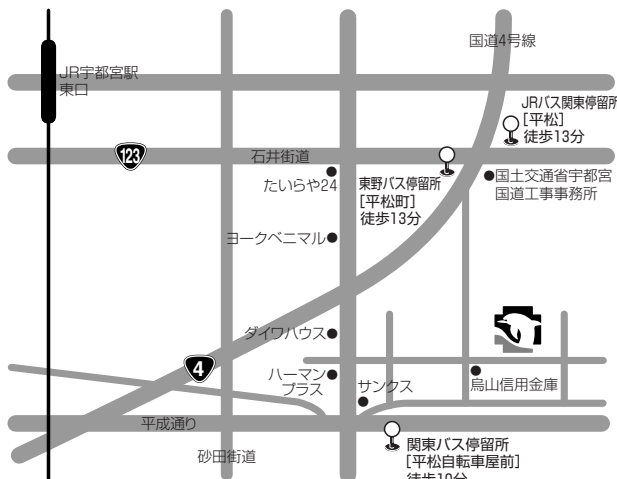 国道4号線
JR宇都宮駅
東口
JRバス関東停留所
[平松]
徒歩13分
123
石井街道
たいらや24
東野バス停留所
[平松町]
徒歩13分
国土交通省宇都宮
国道工事事務所
ヨークベニマル
ダイワハウス
4
ハーマン
プラス
サンクス
烏山信用金庫
平成通り
砂田街道
関東バス停留所
[平松自転車屋前]
徒歩10分